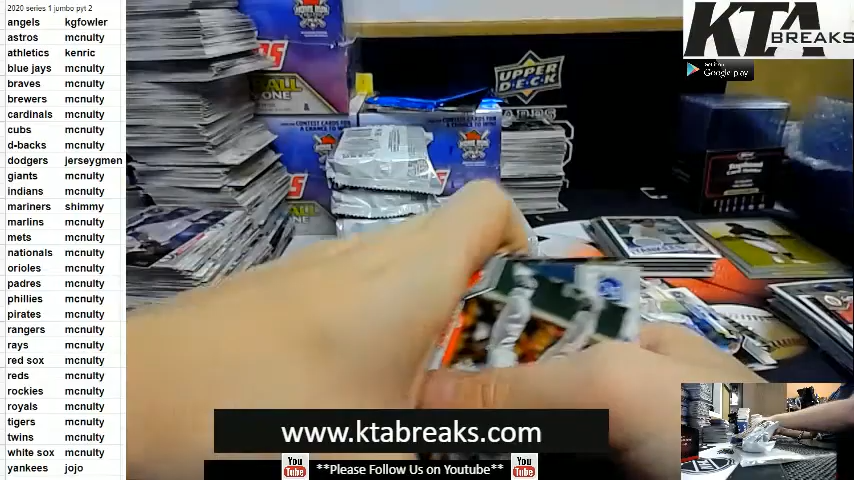 2020 series 1 jumbo pyt 2
angels kgfowler
astros mcnulty
athletics kenric
blue jays mcnulty
braves mcnulty
brewers mcnulty
cardinals mcnulty
cubs mcnulty
d-backs mcnulty
dodgers jerseygmen
giants mcnulty
indians mcnulty
mariners shimmy
marlins mcnulty
mets mcnulty
nationals mcnulty
orioles mcnulty
padres mcnulty
phillies mcnulty
pirates mcnulty
rangers mcnulty
rays mcnulty
red sox mcnulty
reds mcnulty
rockies mcnulty
royals mcnulty
tigers mcnulty
twins mcnulty
white sox mcnulty
yankees jojo
KTA BREAKS
Google play
UPPER DECK
www.ktabreaks.com
You Tube
**Please Follow Us on Youtube**
You Tube